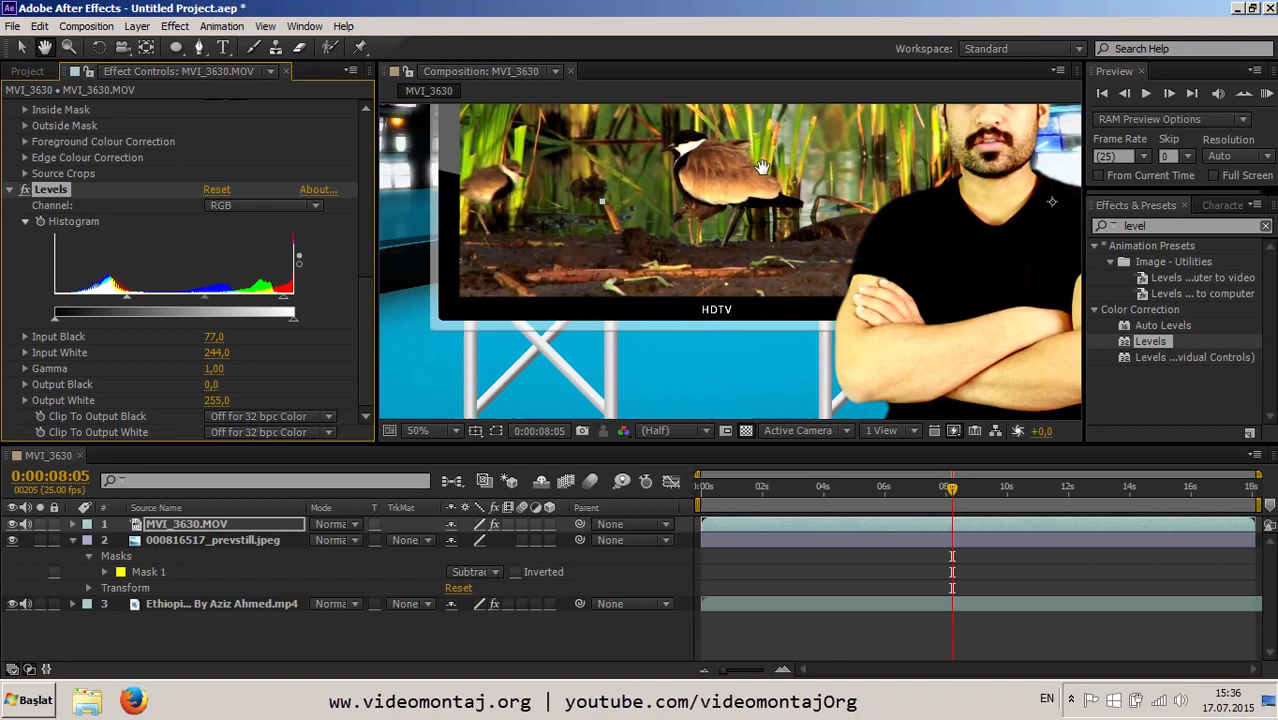 Adobe After Effects - Untitled Project.aep *
File Edit Composition Layer Effect Animation View Window Help
Workspace: Standard Search Help
Project Effect Controls: MVI_3630.MOV Composition: MVI_3630 Preview
MVI_3630 • MVI_3630.MOV MVI_3630
Inside Mask
Outside Mask
Foreground Colour Correction
Edge Colour Correction
Source Crops
Levels Reset About...
Channel: RGB
Histogram
Input Black 77,0
Input White 244,0
Gamma 1,00
Output Black 0,0
Output White 255,0
Clip To Output Black Off for 32 bpc Color
Clip To Output White Off for 32 bpc Color
HDTV
50% 0:00:08:05 (Half) Active Camera 1 View +0,0
RAM Preview Options
Frame Rate Skip Resolution
(25) 0 Auto
From Current Time Full Screen
Effects & Presets Characte
level
* Animation Presets
Image - Utilities
Levels ...uter to video
Levels ... to computer
Color Correction
Auto Levels
Levels
Levels ...vidual Controls)
MVI_3630
0:00:08:05
00205 (25.00 fps)
# Source Name Mode T TrkMat Parent
1 MVI_3630.MOV Norma None
2 000816517_prevstill.jpeg Norma None None
Masks
Mask 1 Subtrac Inverted
Transform Reset
3 Ethiopi... By Aziz Ahmed.mp4 Norma None None
):00s 02s 04s 06s 08s 10s 12s 14s 16s 18s
Başlat
www.videomontaj.org | youtube.com/videomontajOrg
EN
15:36
17.07.2015